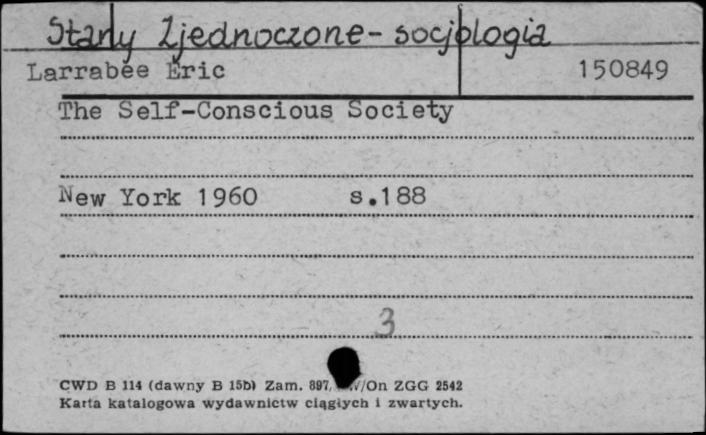 Stany Zjednoczone - socjologia
Larrabee Eric 150849
The Self-Conscious Society
New York 1960 s.188
3
CWD B 114 (dawny B 15b) Zam. 897, /On ZGG 2542
Karta katalogowa wydawnictw ciągłych i zwartych.